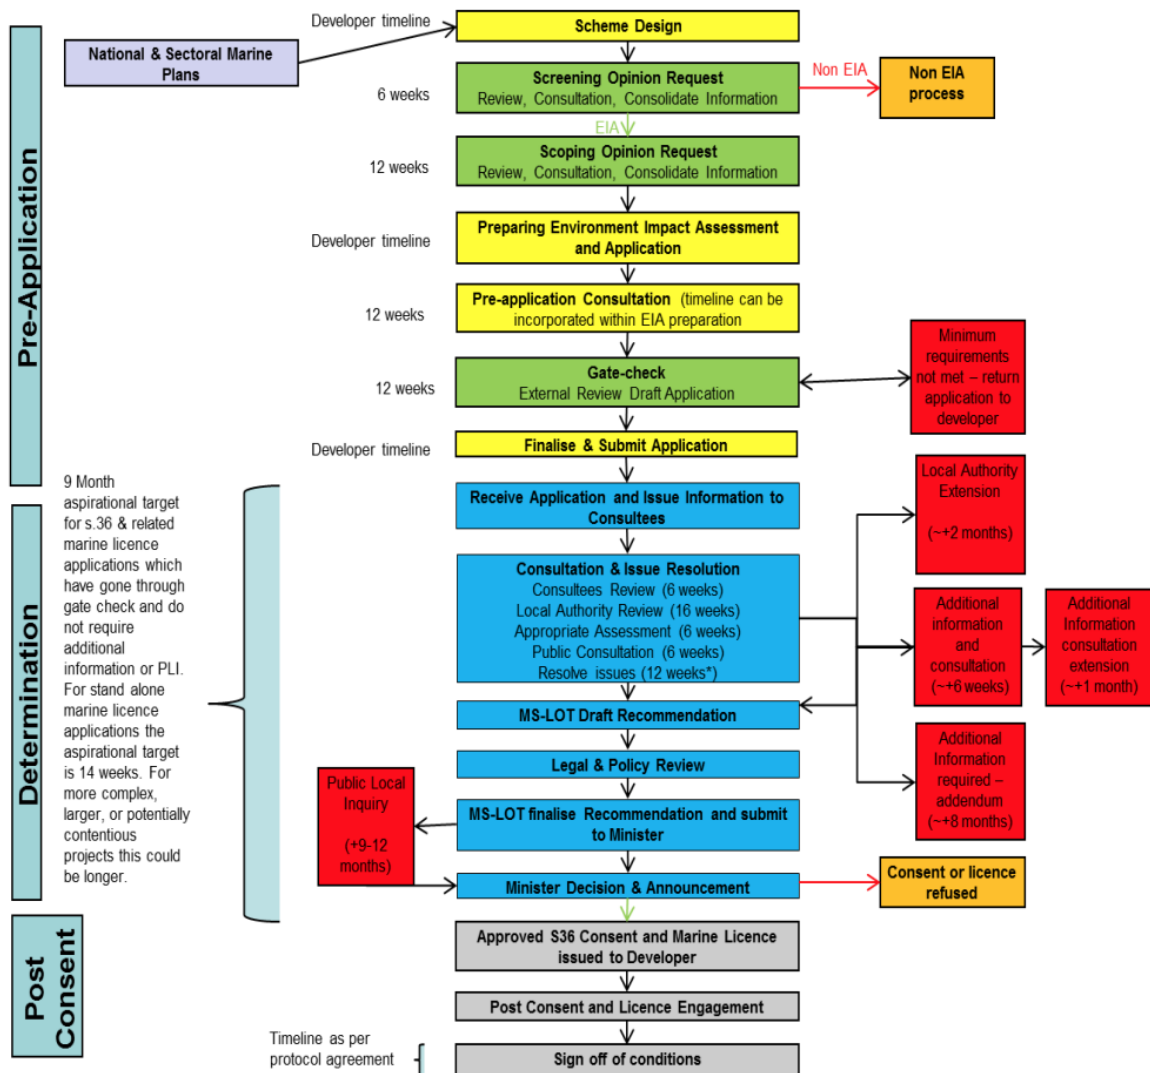 Pre-Application
Determination
Post
Consent
Developer timeline
National & Sectoral Marine
Plans
Scheme Design
6 weeks
Screening Opinion Request
Review, Consultation, Consolidate Information
Non EIA
Non EIA
process
EIA
12 weeks
Scoping Opinion Request
Review, Consultation, Consolidate Information
Developer timeline
Preparing Environment Impact Assessment
and Application
12 weeks
Pre-application Consultation (timeline can be
incorporated within EIA preparation
12 weeks
Gate-check
External Review Draft Application
Minimum
requirements
not met – return
application to
developer
Developer timeline
Finalise & Submit Application
9 Month
aspirational target
for s.36 & related
marine licence
applications which
have gone through
gate check and do
not require
additional
information or PLI.
For stand alone
marine licence
applications the
aspirational target
is 14 weeks. For
more complex,
larger, or potentially
contentious
projects this could
be longer.
Receive Application and Issue Information to
Consultees
Local Authority
Extension
(~+2 months)
Consultation & Issue Resolution
Consultees Review (6 weeks)
Local Authority Review (16 weeks)
Appropriate Assessment (6 weeks)
Public Consultation (6 weeks)
Resolve issues (12 weeks*)
Additional
information
and
consultation
(~+6 weeks)
Additional
Information
consultation
extension
(~+1 month)
MS-LOT Draft Recommendation
Legal & Policy Review
Additional
Information
required –
addendum
(~+8 months)
Public Local
Inquiry
(+9-12
months)
MS-LOT finalise Recommendation and submit
to Minister
Minister Decision & Announcement
Consent or licence
refused
Approved S36 Consent and Marine Licence
issued to Developer
Post Consent and Licence Engagement
Timeline as per
protocol agreement
Sign off of conditions